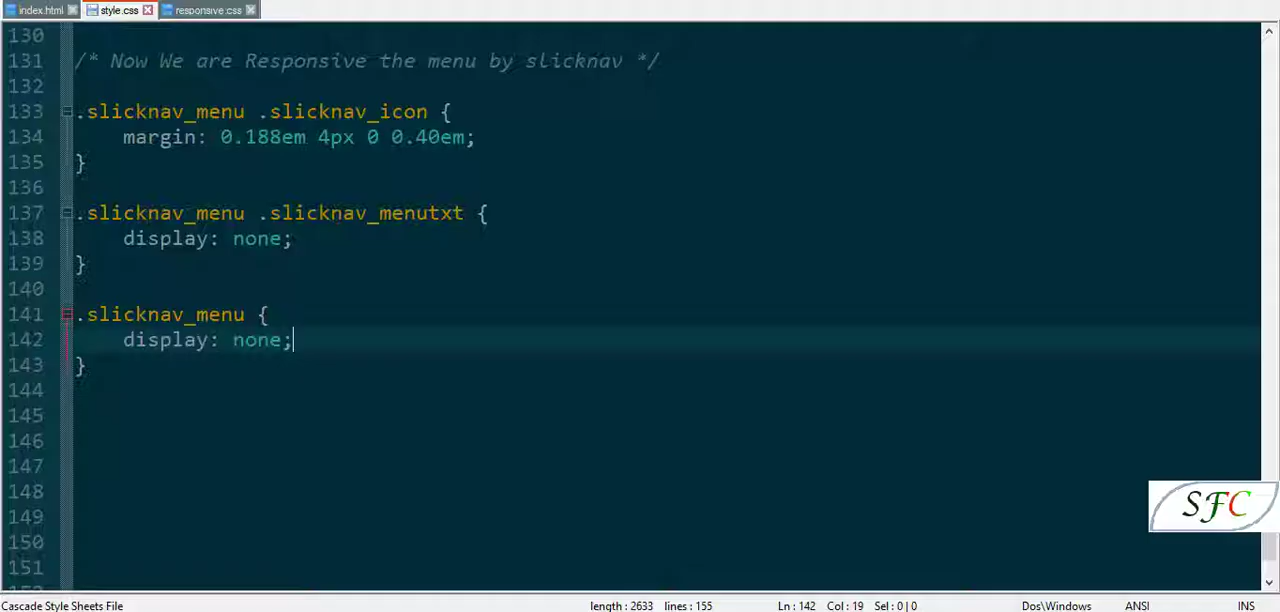 index.html style.css responsive.css
130
131 /* Now We are Responsive the menu by slicknav */
132
133 .slicknav_menu .slicknav_icon {
134 margin: 0.188em 4px 0 0.40em;
135 }
136
137 .slicknav_menu .slicknav_menutxt {
138 display: none;
139 }
140
141 .slicknav_menu {
142 display: none;
143 }
144
145
146
147
148
149
150
151
SFC
Cascade Style Sheets File length : 2633 lines : 155 Ln : 142 Col : 19 Sel : 0 | 0 Dos\Windows ANSI INS